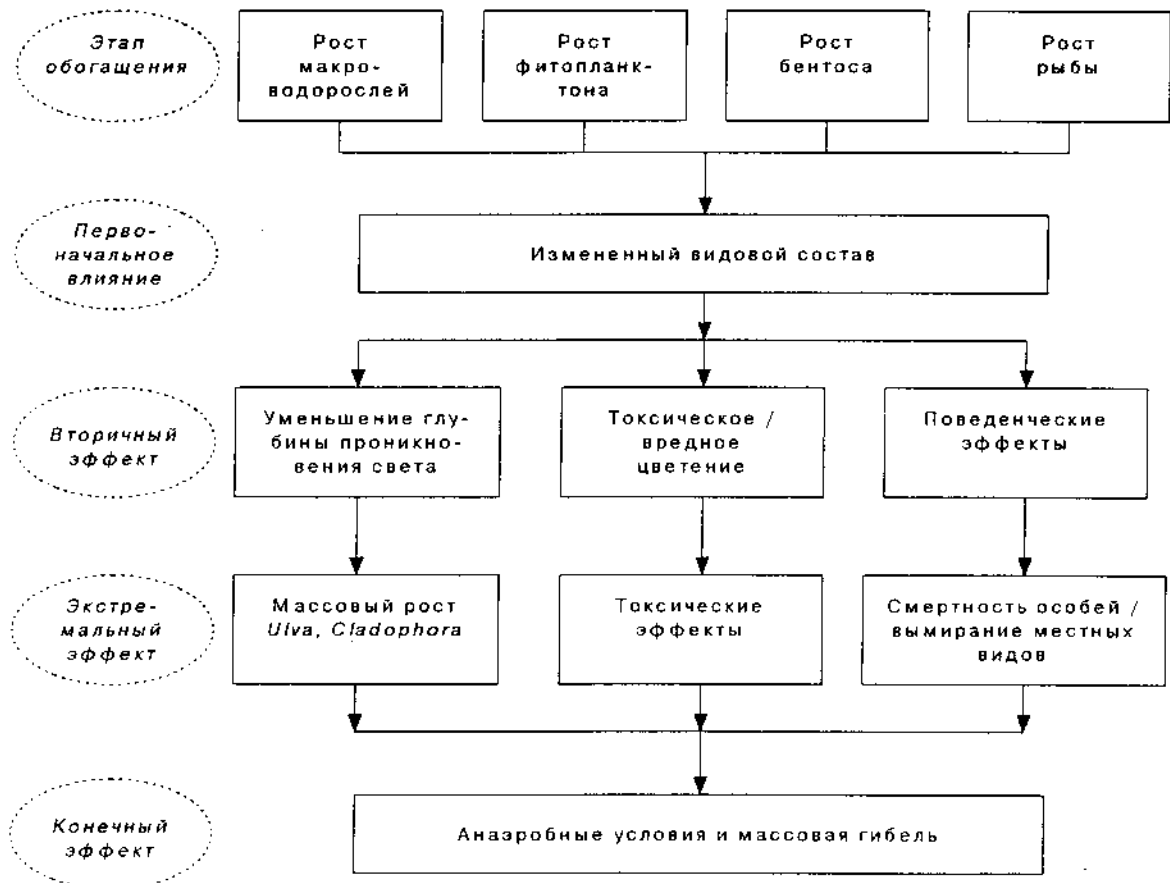 Этап
обогащения
Рост
макро-
водорослей
Рост
фитопланк-
тона
Рост
бентоса
Рост
рыбы
Перво-
начальное
влияние
Измененный видовой состав
Вторичный
эффект
Уменьшение глу-
бины проникно-
вения света
Токсическое /
вредное
цветение
Поведенческие
эффекты
Экстре-
мальный
эффект
Массовый рост
Ulva, Cladophora
Токсические
эффекты
Смертность особей /
вымирание местных
видов
Конечный
эффект
Анаэробные условия и массовая гибель